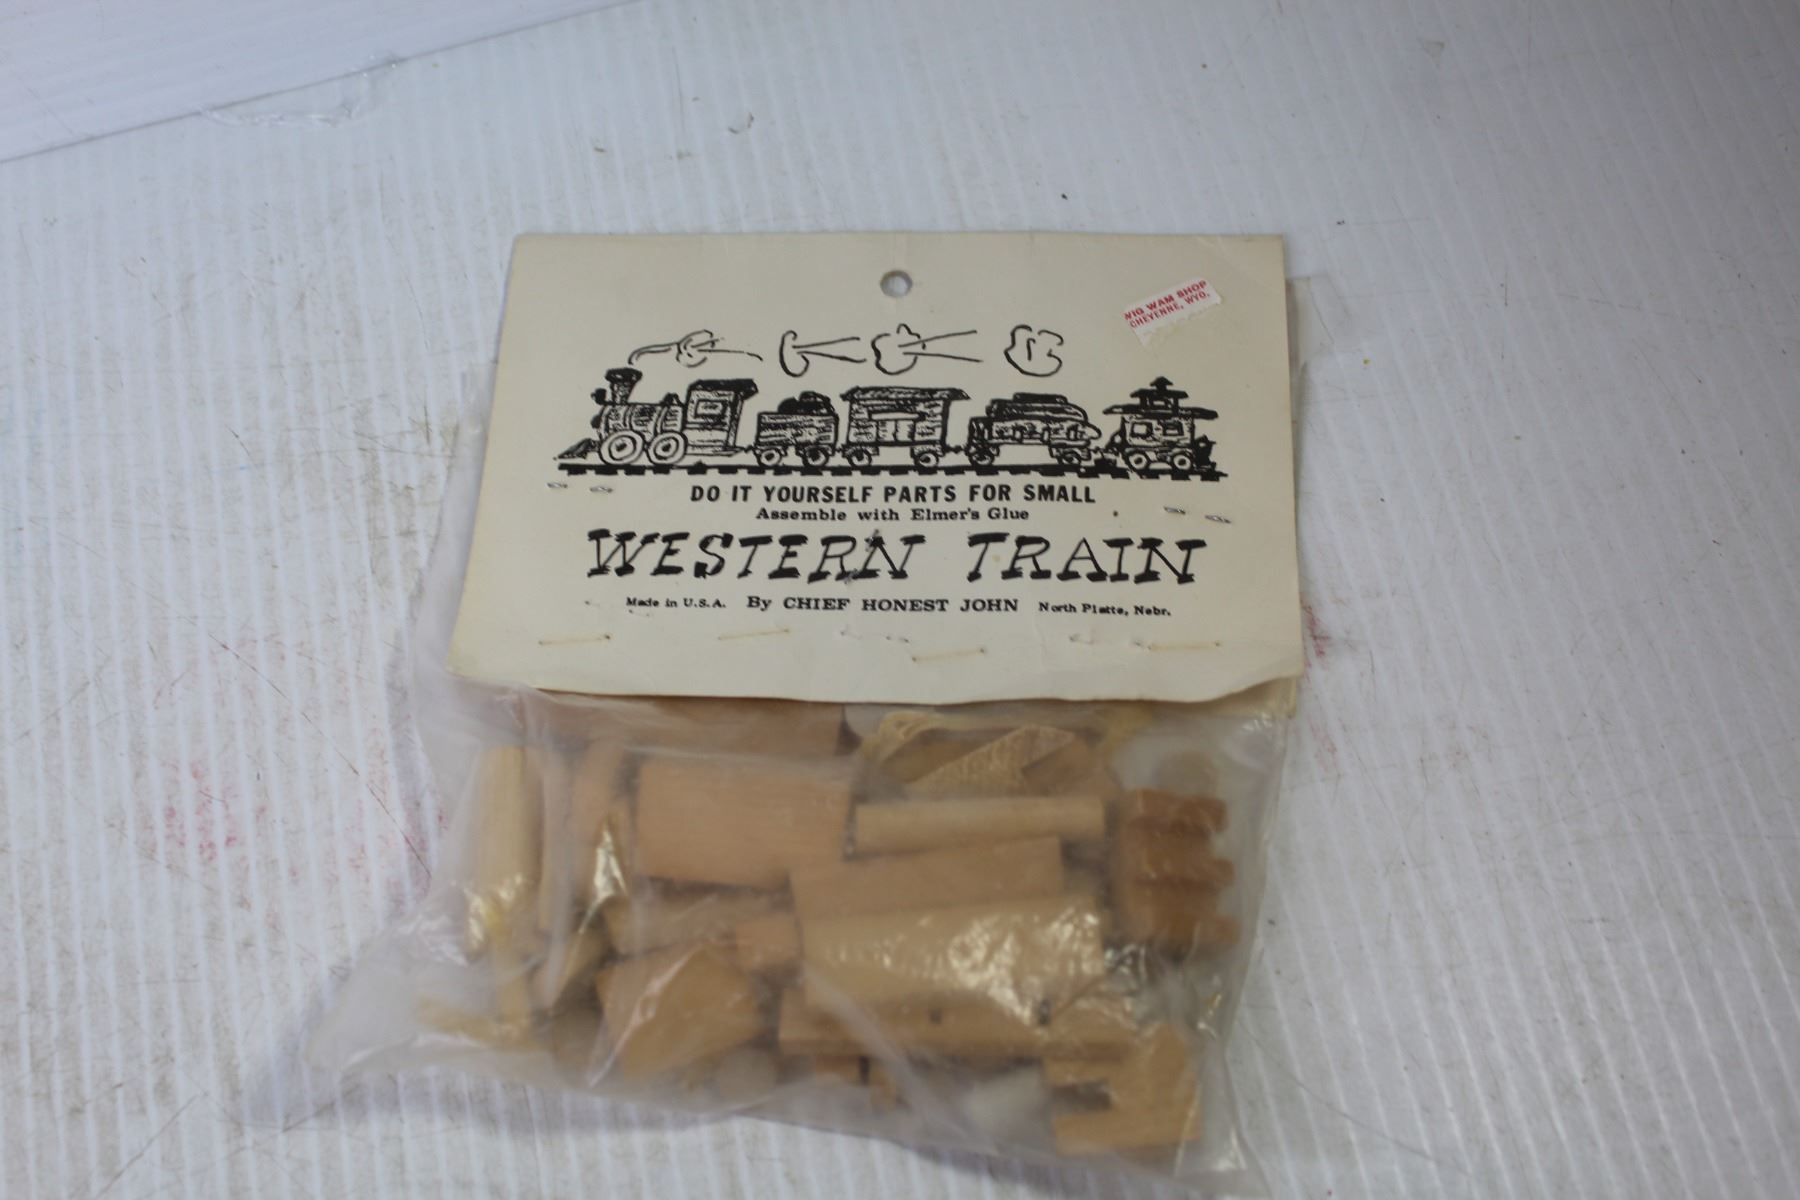 WIG WAM SHOP
CHEYENNE, WYO.
DO IT YOURSELF PARTS FOR SMALL
Assemble with Elmer's Glue
WESTERN TRAIN
Made in U.S.A. By CHIEF HONEST JOHN North Platte, Nebr.